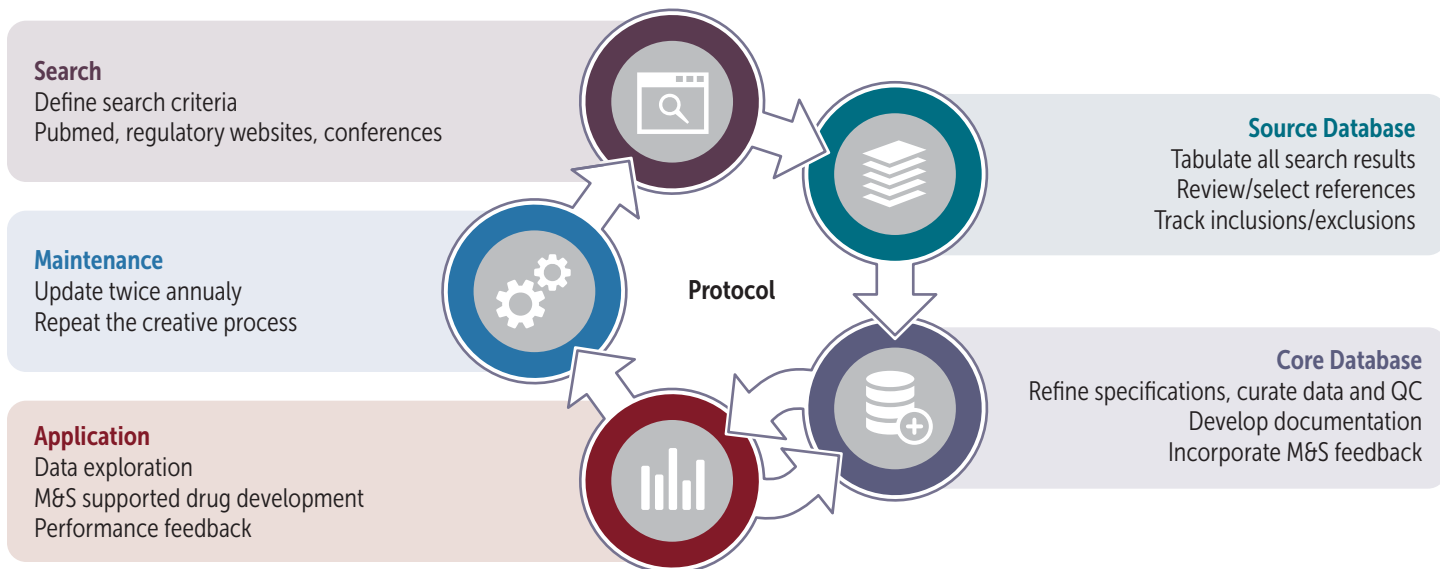 Search
Define search criteria
Pubmed, regulatory websites, conferences
Source Database
Tabulate all search results
Review/select references
Track inclusions/exclusions
Maintenance
Update twice annualy
Repeat the creative process
Protocol
Core Database
Refine specifications, curate data and QC
Develop documentation
Incorporate M&S feedback
Application
Data exploration
M&S supported drug development
Performance feedback